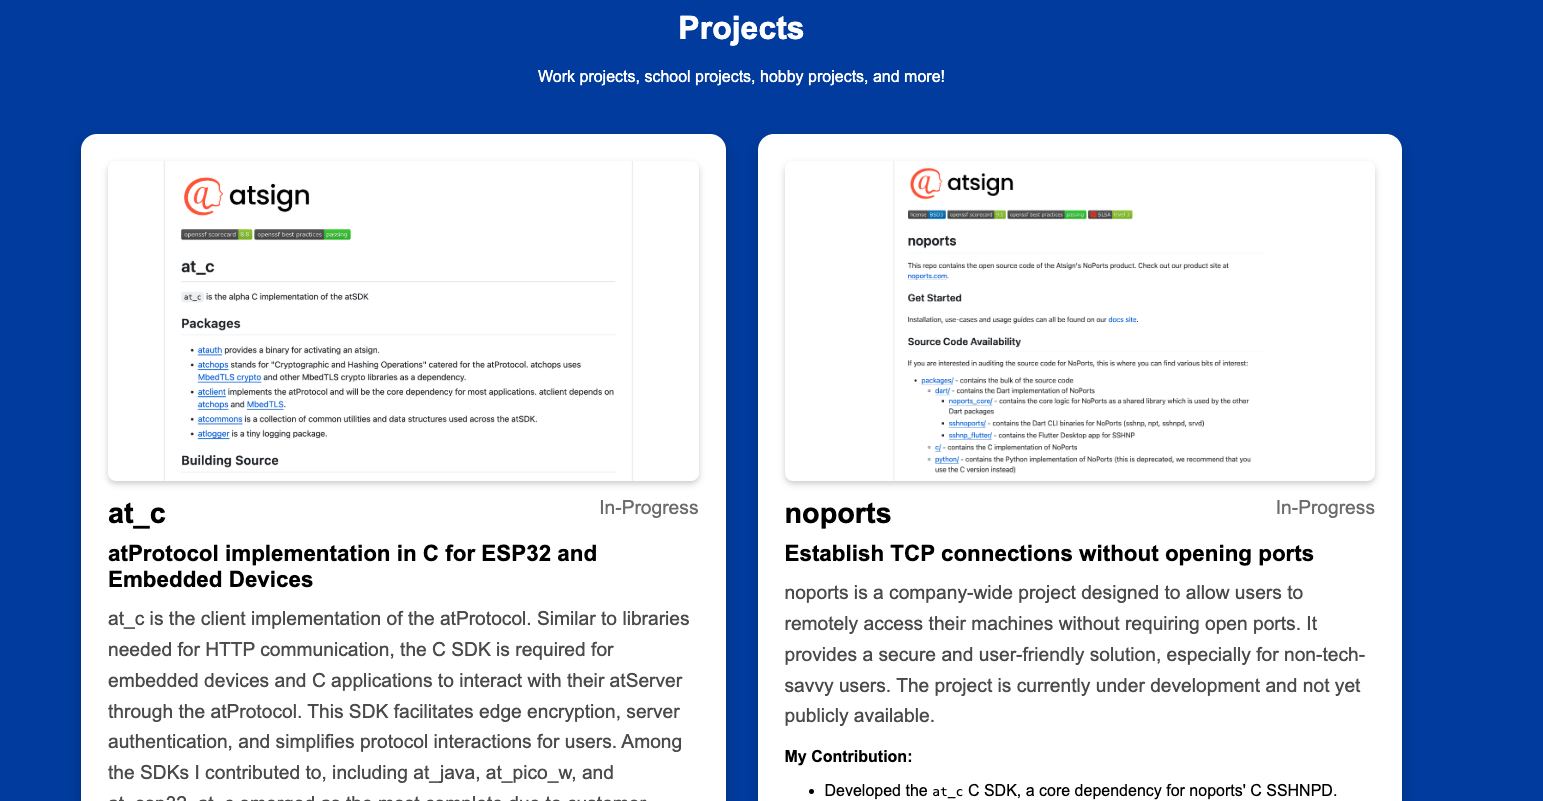 Projects
Work projects, school projects, hobby projects, and more!
atsign
openssf scorecard 8.6 openssf best practices passing
at_c
at_c is the alpha C implementation of the atSDK
Packages
• atauth provides a binary for activating an atsign.
• atchops stands for "Cryptographic and Hashing Operations" catered for the atProtocol. atchops uses
MbedTLS crypto and other MbedTLS crypto libraries as a dependency.
• atclient implements the atProtocol and will be the core dependency for most applications. atclient depends on
atchops and MbedTLS.
• atcommons is a collection of common utilities and data structures used across the atSDK.
• atlogger is a tiny logging package.
Building Source
at_c
In-Progress
atProtocol implementation in C for ESP32 and
Embedded Devices
at_c is the client implementation of the atProtocol. Similar to libraries
needed for HTTP communication, the C SDK is required for
embedded devices and C applications to interact with their atServer
through the atProtocol. This SDK facilitates edge encryption, server
authentication, and simplifies protocol interactions for users. Among
the SDKs I contributed to, including at_java, at_pico_w, and
at_esp32, at_c emerged as the most complete due to customer
atsign
license BSD3 openssf scorecard 9.1 openssf best practices passing SLSA level 3
noports
This repo contains the open source code of the Atsign's NoPorts product. Check out our product site at
noports.com.
Get Started
Installation, use-cases and usage guides can all be found on our docs site.
Source Code Availability
If you are interested in auditing the source code for NoPorts, this is where you can find various bits of interest:
• packages/ - contains the bulk of the source code
◦ dart/ - contains the Dart implementation of NoPorts
▪ noports_core/ - contains the core logic for NoPorts as a shared library which is used by the other
Dart packages
▪ sshnoports/ - contains the Dart CLI binaries for NoPorts (sshnp, npt, sshnpd, srvd)
▪ sshnp_flutter/ - contains the Flutter Desktop app for SSHNP
◦ c/ - contains the C implementation of NoPorts
◦ python/ - contains the Python implementation of NoPorts (this is deprecated, we recommend that you
use the C version instead)
noports
In-Progress
Establish TCP connections without opening ports
noports is a company-wide project designed to allow users to
remotely access their machines without requiring open ports. It
provides a secure and user-friendly solution, especially for non-tech-
savvy users. The project is currently under development and not yet
publicly available.
My Contribution:
• Developed the at_c C SDK, a core dependency for noports' C SSHNPD.